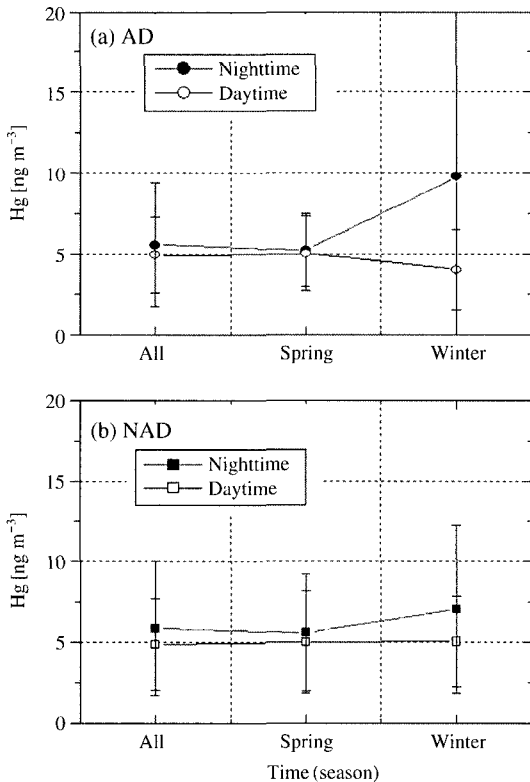 20
(a) AD
Nighttime
Daytime
15
Hg [ng m⁻³]
10
5
0
All Spring Winter
20
(b) NAD
Nighttime
Daytime
15
Hg [ng m⁻³]
10
5
0
All Spring Winter
Time (season)